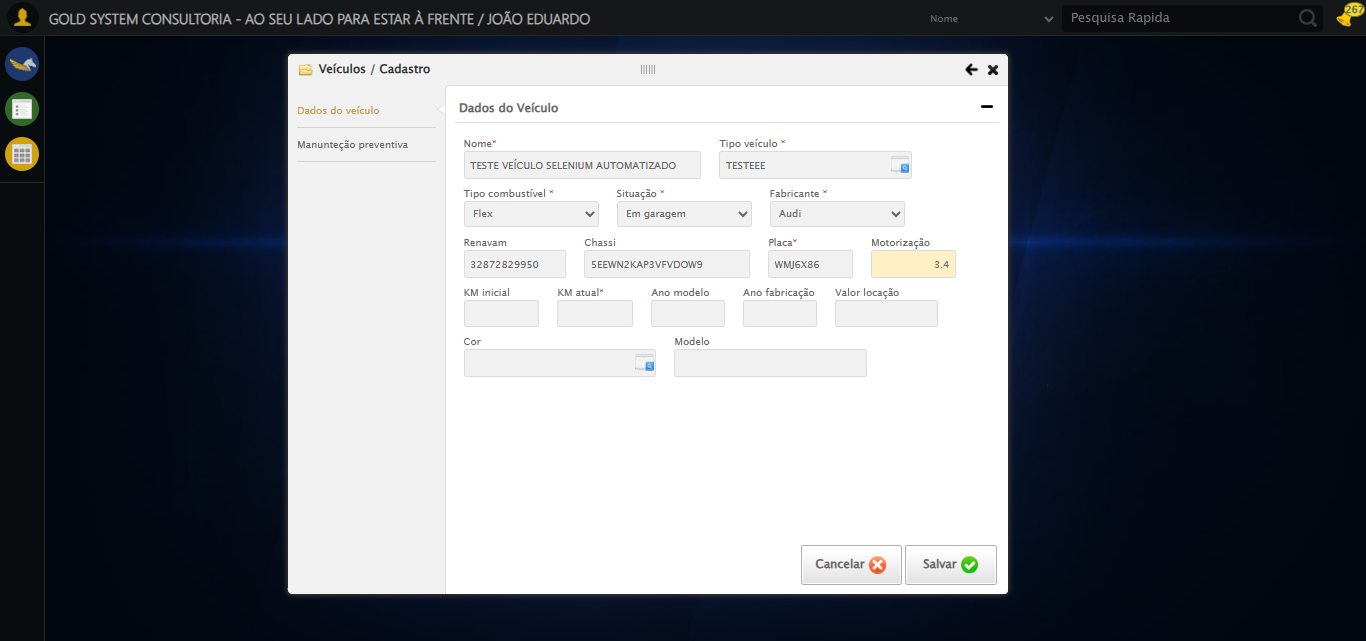 GOLD SYSTEM CONSULTORIA - AO SEU LADO PARA ESTAR À FRENTE / JOÃO EDUARDO
Nome
Pesquisa Rapida
267
Veículos / Cadastro
Dados do veículo
Manunteção preventiva
Dados do Veículo
Nome*
Tipo veículo *
TESTE VEÍCULO SELENIUM AUTOMATIZADO
TESTEEE
Tipo combustível *
Situação *
Fabricante *
Flex
Em garagem
Audi
Renavam
Chassi
Placa*
Motorização
32872829950
5EEWN2KAP3VFVDOW9
WMJ6X86
3.4
KM inicial
KM atual*
Ano modelo
Ano fabricação
Valor locação
Cor
Modelo
Cancelar
Salvar